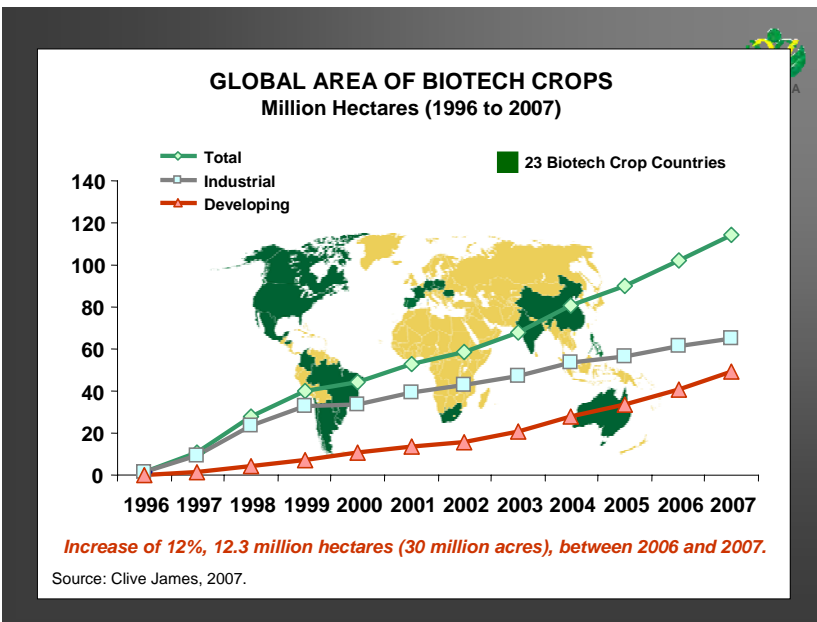 GLOBAL AREA OF BIOTECH CROPS
Million Hectares (1996 to 2007)
Total
Industrial
Developing
23 Biotech Crop Countries
A
140
120
100
80
60
40
20
0
1996 1997 1998 1999 2000 2001 2002 2003 2004 2005 2006 2007
Increase of 12%, 12.3 million hectares (30 million acres), between 2006 and 2007.
Source: Clive James, 2007.